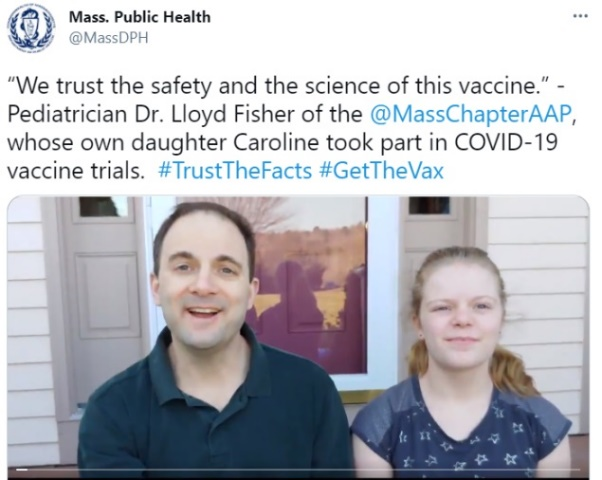 Mass. Public Health
@MassDPH
“We trust the safety and the science of this vaccine.” -
Pediatrician Dr. Lloyd Fisher of the @MassChapterAAP,
whose own daughter Caroline took part in COVID-19
vaccine trials. #TrustTheFacts #GetTheVax